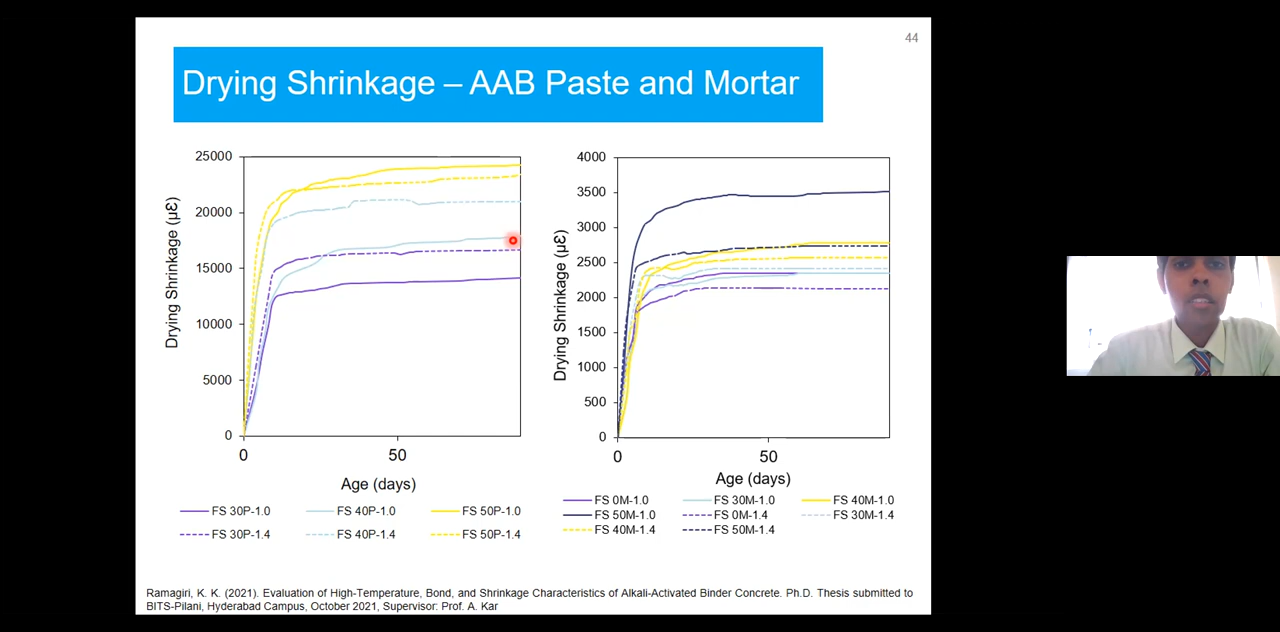 44
Drying Shrinkage – AAB Paste and Mortar
25000
20000
15000
10000
5000
0
Drying Shrinkage (µƐ)
0
50
Age (days)
FS 30P-1.0
FS 40P-1.0
FS 50P-1.0
FS 30P-1.4
FS 40P-1.4
FS 50P-1.4
4000
3500
3000
2500
2000
1500
1000
500
0
Drying Shrinkage (µƐ)
0
50
Age (days)
FS 0M-1.0
FS 30M-1.0
FS 40M-1.0
FS 50M-1.0
FS 0M-1.4
FS 30M-1.4
FS 40M-1.4
FS 50M-1.4
Ramagiri, K. K. (2021). Evaluation of High-Temperature, Bond, and Shrinkage Characteristics of Alkali-Activated Binder Concrete. Ph.D. Thesis submitted to
BITS-Pilani, Hyderabad Campus, October 2021, Supervisor: Prof. A. Kar